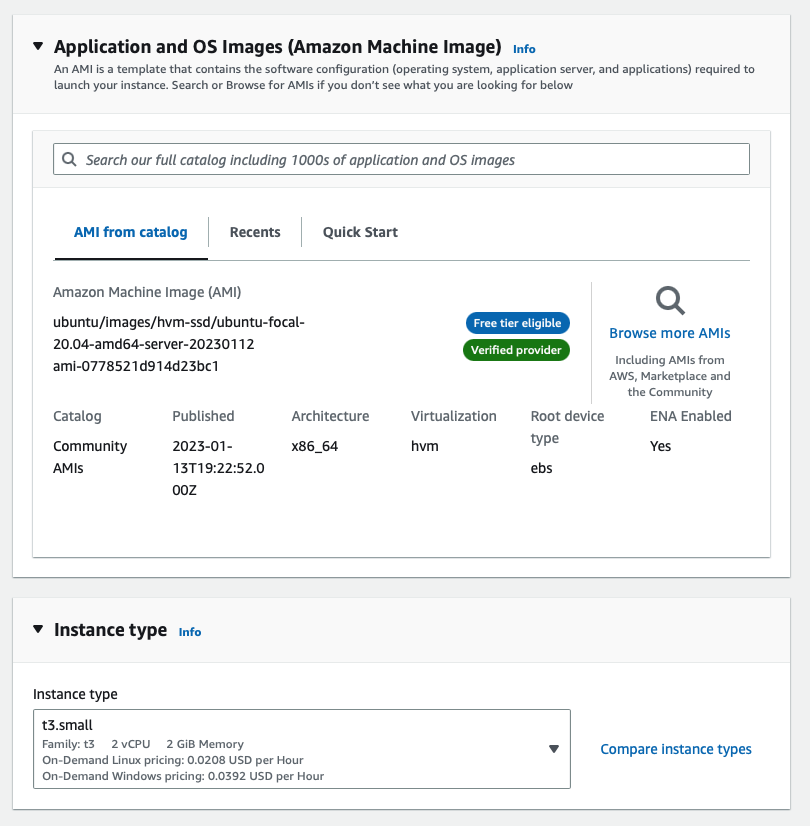 Application and OS Images (Amazon Machine Image) Info
An AMI is a template that contains the software configuration (operating system, application server, and applications) required to
launch your instance. Search or Browse for AMIs if you don't see what you are looking for below
Search our full catalog including 1000s of application and OS images
AMI from catalog
Recents
Quick Start
Amazon Machine Image (AMI)
ubuntu/images/hvm-ssd/ubuntu-focal-
20.04-amd64-server-20230112
ami-0778521d914d23bc1
Free tier eligible
Verified provider
Browse more AMIs
Including AMIs from
AWS, Marketplace and
the Community
Catalog
Community
AMIs
Published
2023-01-
13T19:22:52.0
00Z
Architecture
x86_64
Virtualization
hvm
Root device
type
ebs
ENA Enabled
Yes
Instance type Info
Instance type
t3.small
Family: t3 2 vCPU 2 GiB Memory
On-Demand Linux pricing: 0.0208 USD per Hour
On-Demand Windows pricing: 0.0392 USD per Hour
Compare instance types